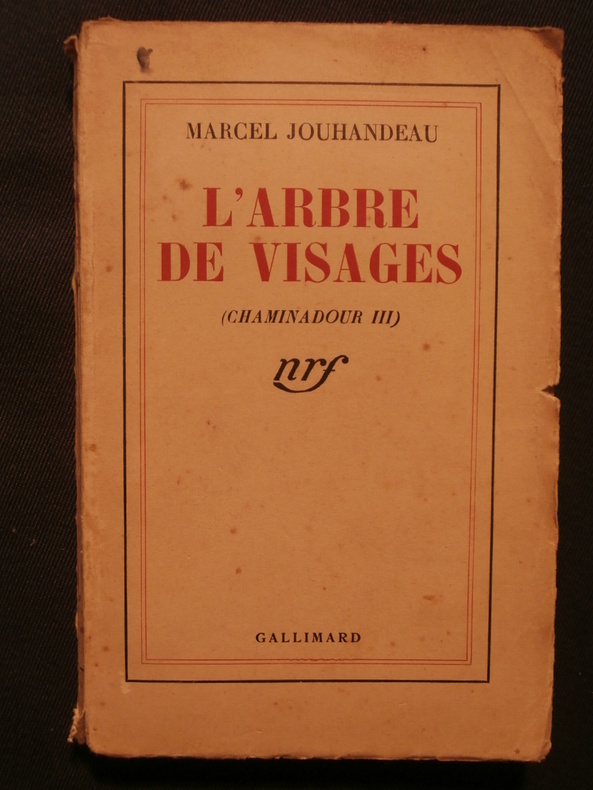 MARCEL JOUHANDEAU
L'ARBRE
DE VISAGES
(CHAMINADOUR III)
nrf
GALLIMARD